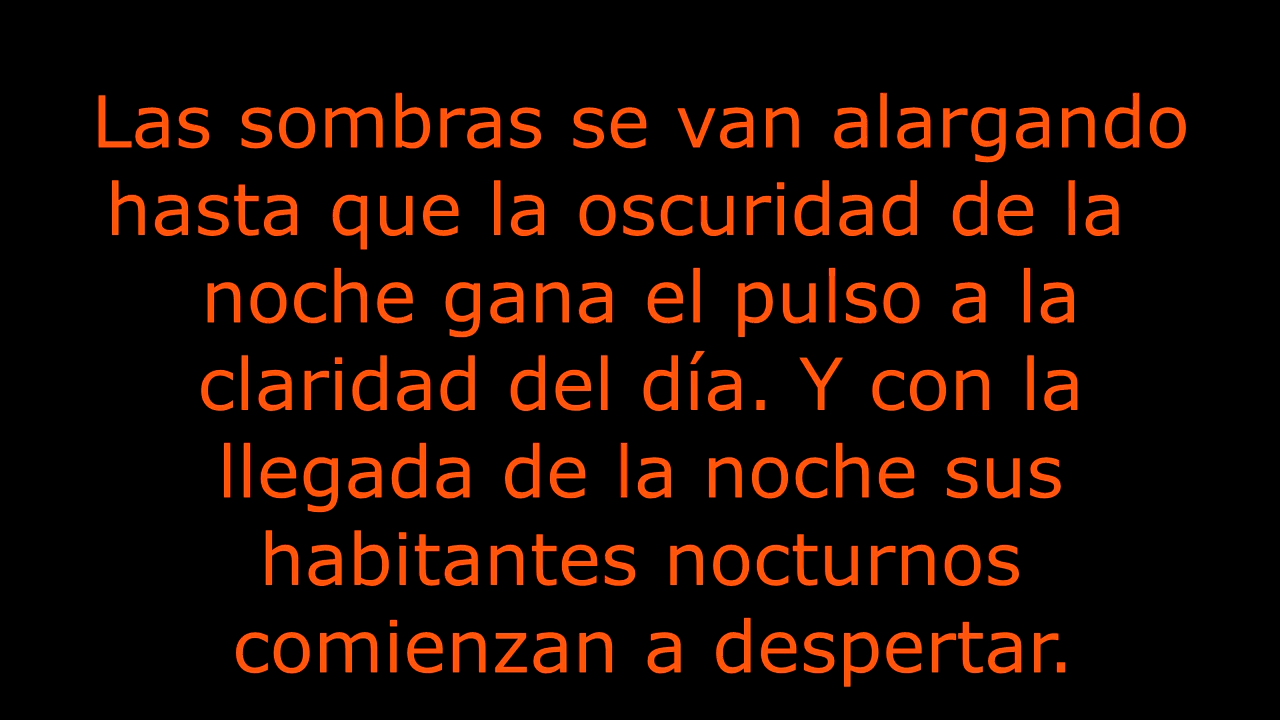 Las sombras se van alargando
hasta que la oscuridad de la
noche gana el pulso a la
claridad del día. Y con la
llegada de la noche sus
habitantes nocturnos
comienzan a despertar.